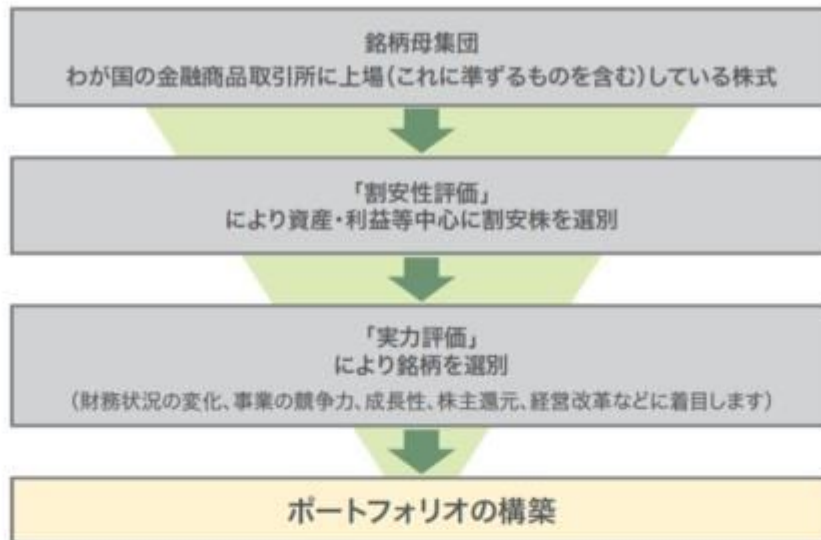 銘柄母集団
わが国の金融商品取引所に上場(これに準ずるものを含む)している株式
「割安性評価」
により資産・利益等中心に割安株を選別
「実力評価」
により銘柄を選別
(財務状況の変化、事業の競争力、成長性、株主還元、経営改革などに着目します)
ポートフォリオの構築